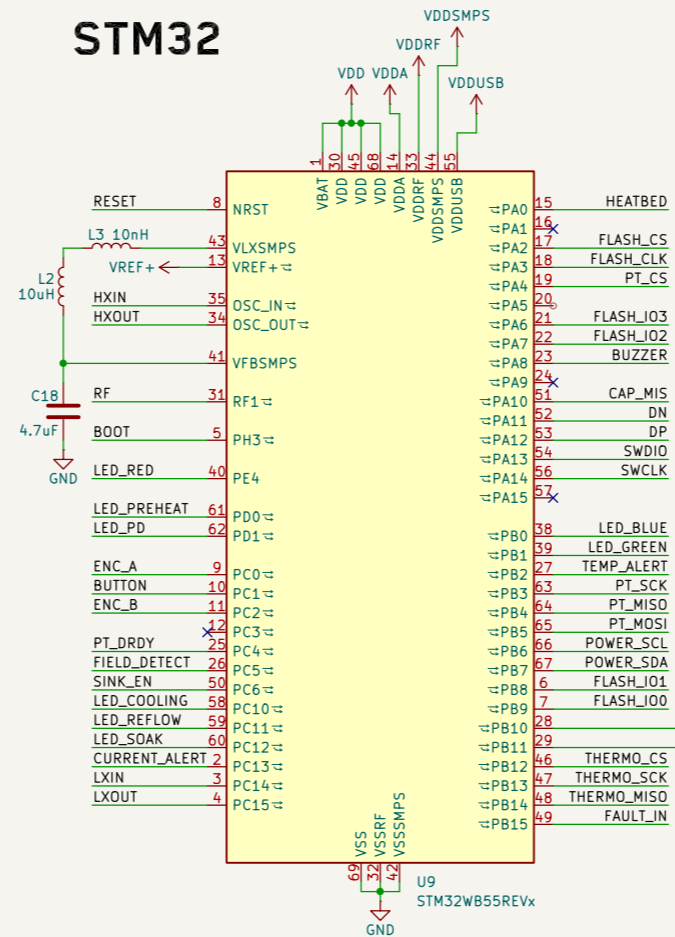 STM32
VDDSMPS
VDDRF
VDD VDDA
VDDUSB
1 30 45 68 14 33 44 55
VBAT VDD VDD VDD VDDA VDDRF VDDSMPS VDDUSB
RESET 8 NRST
L3 10nH 43 VLXSMPS
VREF+ 13 VREF+
L2
10uH
HXIN 35 OSC_IN
HXOUT 34 OSC_OUT
41 VFBSMPS
C18
4.7uF
GND
RF 31 RF1
BOOT 5 PH3
LED_RED 40 PE4
LED_PREHEAT 61 PD0
LED_PD 62 PD1
ENC_A 9 PC0
BUTTON 10 PC1
ENC_B 11 PC2
12 PC3
PT_DRDY 25 PC4
FIELD_DETECT 26 PC5
SINK_EN 50 PC6
LED_COOLING 58 PC10
LED_REFLOW 59 PC11
LED_SOAK 60 PC12
CURRENT_ALERT 2 PC13
LXIN 3 PC14
LXOUT 4 PC15
PA0 15 HEATBED
PA1 16
PA2 17 FLASH_CS
PA3 18 FLASH_CLK
PA4 19 PT_CS
PA5 20
PA6 21 FLASH_IO3
PA7 22 FLASH_IO2
PA8 23 BUZZER
PA9 24
PA10 51 CAP_MIS
PA11 52 DN
PA12 53 DP
PA13 54 SWDIO
PA14 56 SWCLK
PA15 57
PB0 38 LED_BLUE
PB1 39 LED_GREEN
PB2 27 TEMP_ALERT
PB3 63 PT_SCK
PB4 64 PT_MISO
PB5 65 PT_MOSI
PB6 66 POWER_SCL
PB7 67 POWER_SDA
PB8 6 FLASH_IO1
PB9 7 FLASH_IO0
PB10 28
PB11 29
PB12 46 THERMO_CS
PB13 47 THERMO_SCK
PB14 48 THERMO_MISO
PB15 49 FAULT_IN
VSS VSSRF VSSSMPS
69 32 42
U9
STM32WB55REVx
GND